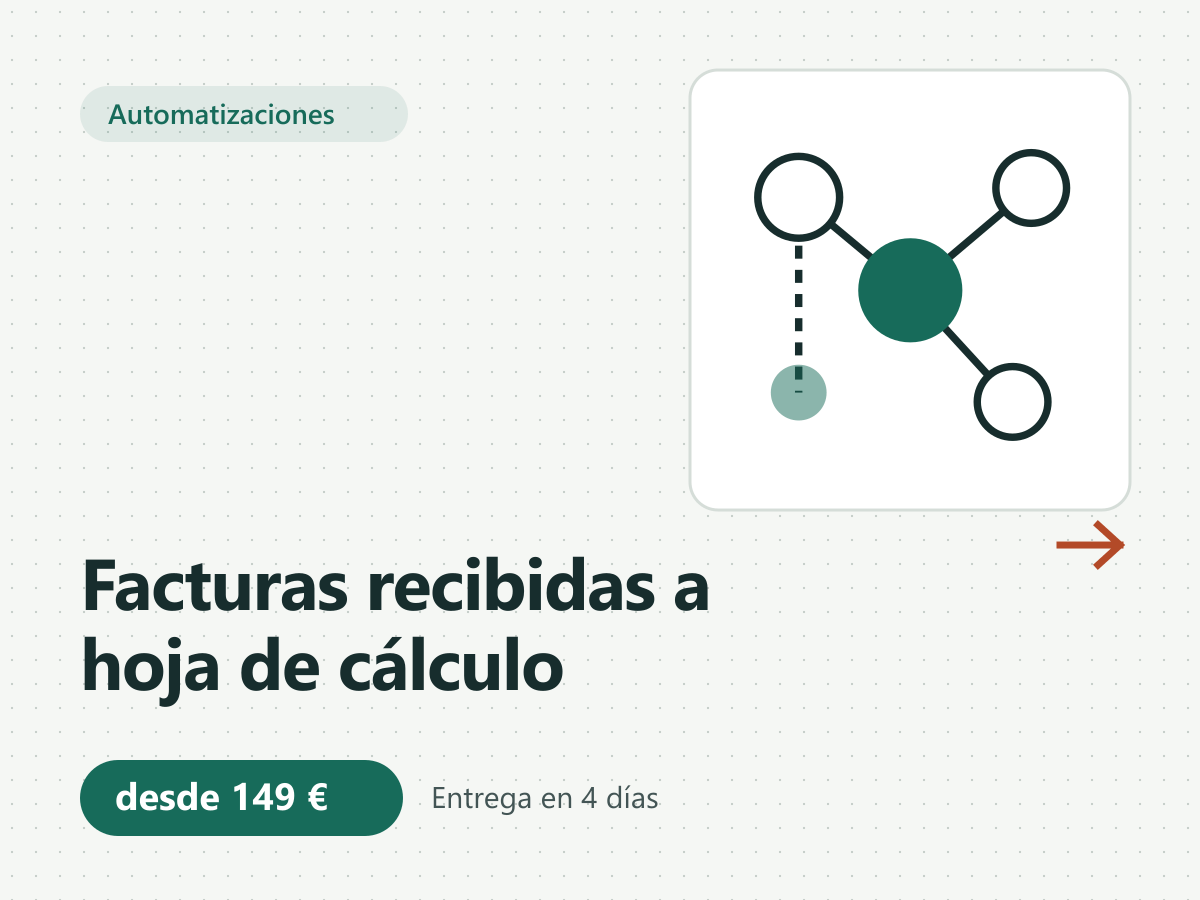 Automatizaciones
Facturas recibidas a
hoja de cálculo
desde 149 €
Entrega en 4 días